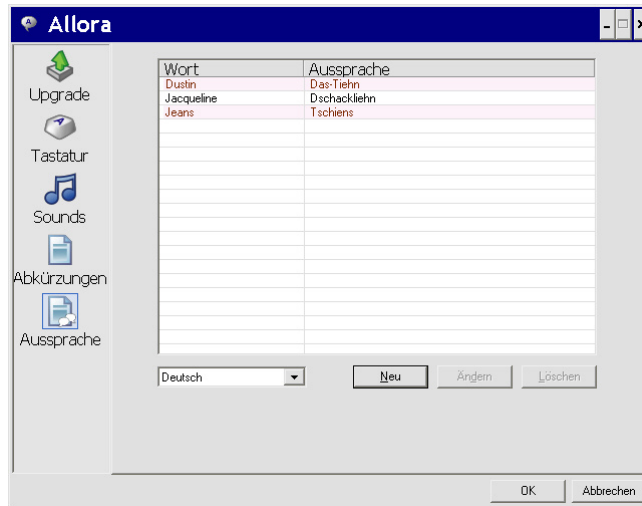 Allora
Upgrade
Tastatur
Sounds
Abkürzungen
Aussprache
Wort Aussprache
Dustin Das-Tiehn
Jacqueline Dschackliehn
Jeans Tschiens
Deutsch Neu Ändern Löschen
OK Abbrechen